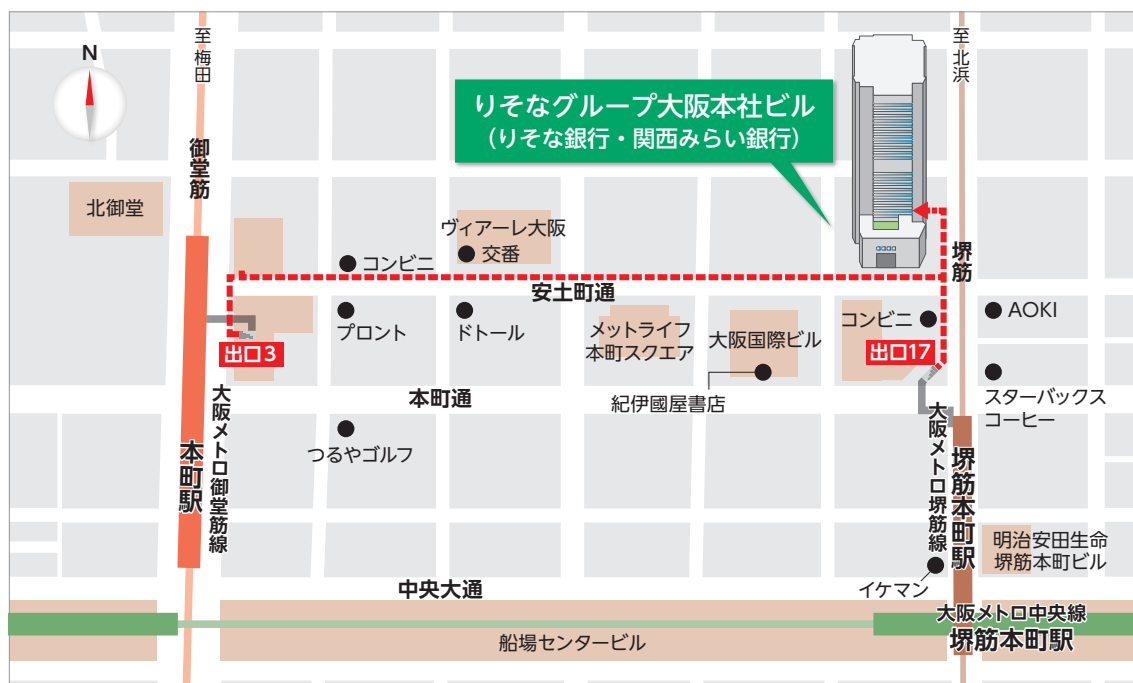 N
至梅田
至北浜
りそなグループ大阪本社ビル
(りそな銀行・関西みらい銀行)
御堂筋
北御堂
ヴィアーレ大阪
交番
コンビニ
堺筋
安土町通
プロント
ドトール
メットライフ
本町スクエア
大阪国際ビル
コンビニ
AOKI
出口3
出口17
紀伊國屋書店
スターバックス
コーヒー
本町通
つるやゴルフ
大阪メトロ御堂筋線
本町駅
大阪メトロ堺筋線
堺筋本町駅
明治安田生命
堺筋本町ビル
イケマン
中央大通
大阪メトロ中央線
堺筋本町駅
船場センタービル